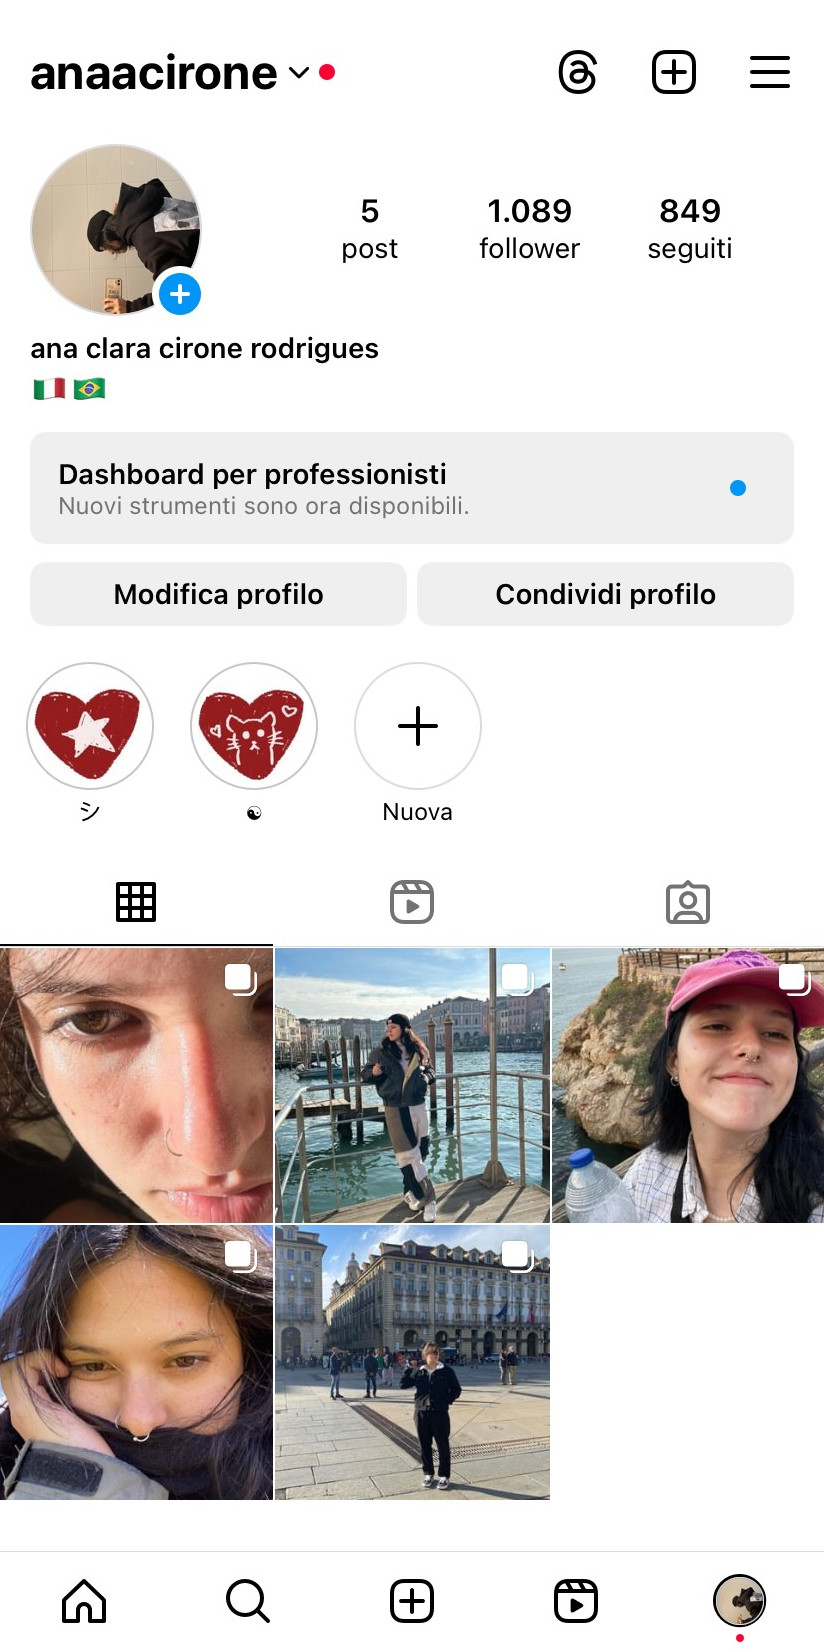 anaacirone
5 1.089 849
post follower seguiti
ana clara cirone rodrigues
🇮🇹 🇧🇷
Dashboard per professionisti
Nuovi strumenti sono ora disponibili.
Modifica profilo Condividi profilo
シ ☯ Nuova